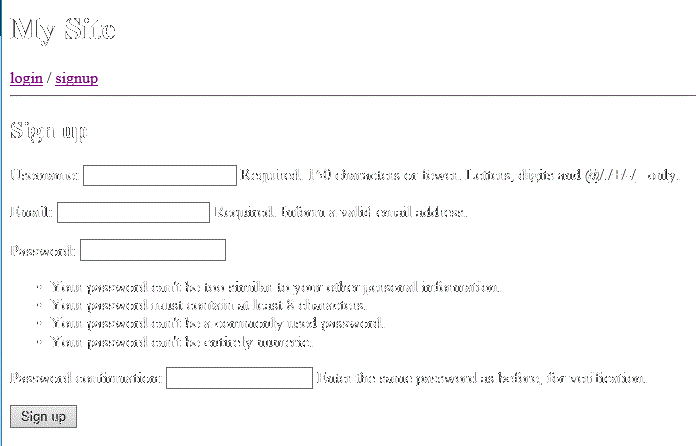 My Site
login / signup
Sign up
Username: Required. 150 characters or fewer. Letters, digits and @/./+/-/_ only.
Email: Required. Inform a valid email address.
Password:
Your password can't be too similar to your other personal information.
Your password must contain at least 8 characters.
Your password can't be a commonly used password.
Your password can't be entirely numeric.
Password confirmation: Enter the same password as before, for verification.
Sign up